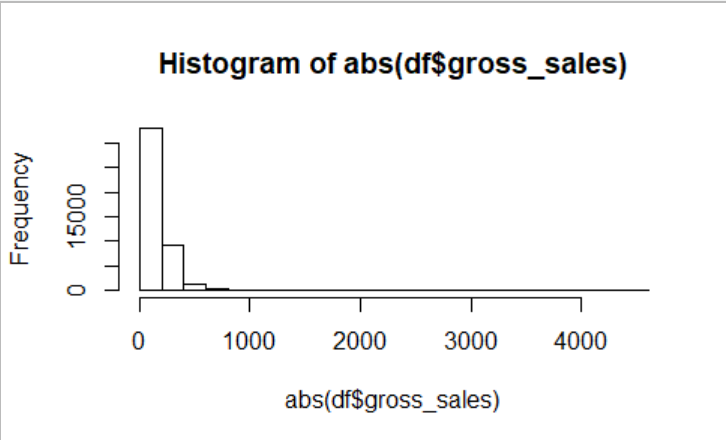 Histogram of abs(df$gross_sales)
Frequency
15000
0
0 1000 2000 3000 4000
abs(df$gross_sales)